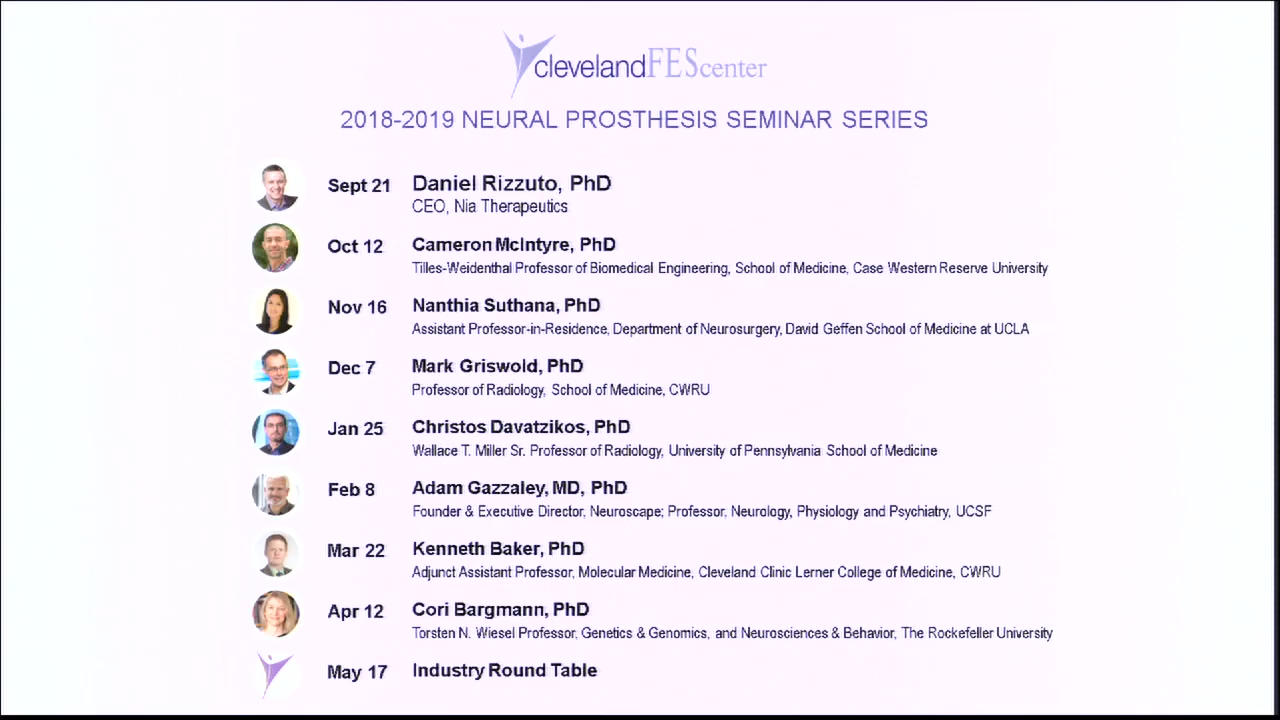 clevelandFEScenter
2018-2019 NEURAL PROSTHESIS SEMINAR SERIES
Sept 21 Daniel Rizzuto, PhD
CEO, Nia Therapeutics
Oct 12 Cameron McIntyre, PhD
Tilles-Weidenthal Professor of Biomedical Engineering, School of Medicine, Case Western Reserve University
Nov 16 Nanthia Suthana, PhD
Assistant Professor-in-Residence, Department of Neurosurgery, David Geffen School of Medicine at UCLA
Dec 7 Mark Griswold, PhD
Professor of Radiology, School of Medicine, CWRU
Jan 25 Christos Davatzikos, PhD
Wallace T. Miller Sr. Professor of Radiology, University of Pennsylvania School of Medicine
Feb 8 Adam Gazzaley, MD, PhD
Founder & Executive Director, Neuroscape; Professor, Neurology, Physiology and Psychiatry, UCSF
Mar 22 Kenneth Baker, PhD
Adjunct Assistant Professor, Molecular Medicine, Cleveland Clinic Lerner College of Medicine, CWRU
Apr 12 Cori Bargmann, PhD
Torsten N. Wiesel Professor, Genetics & Genomics, and Neurosciences & Behavior, The Rockefeller University
May 17 Industry Round Table